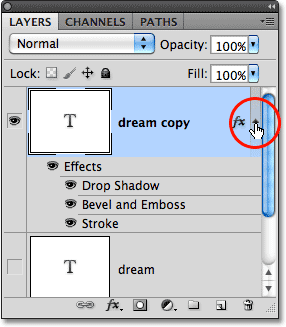 LAYERS CHANNELS PATHS
Normal Opacity: 100%
Lock: Fill: 100%
T dream copy fx
Effects
Drop Shadow
Bevel and Emboss
Stroke
T dream
fx